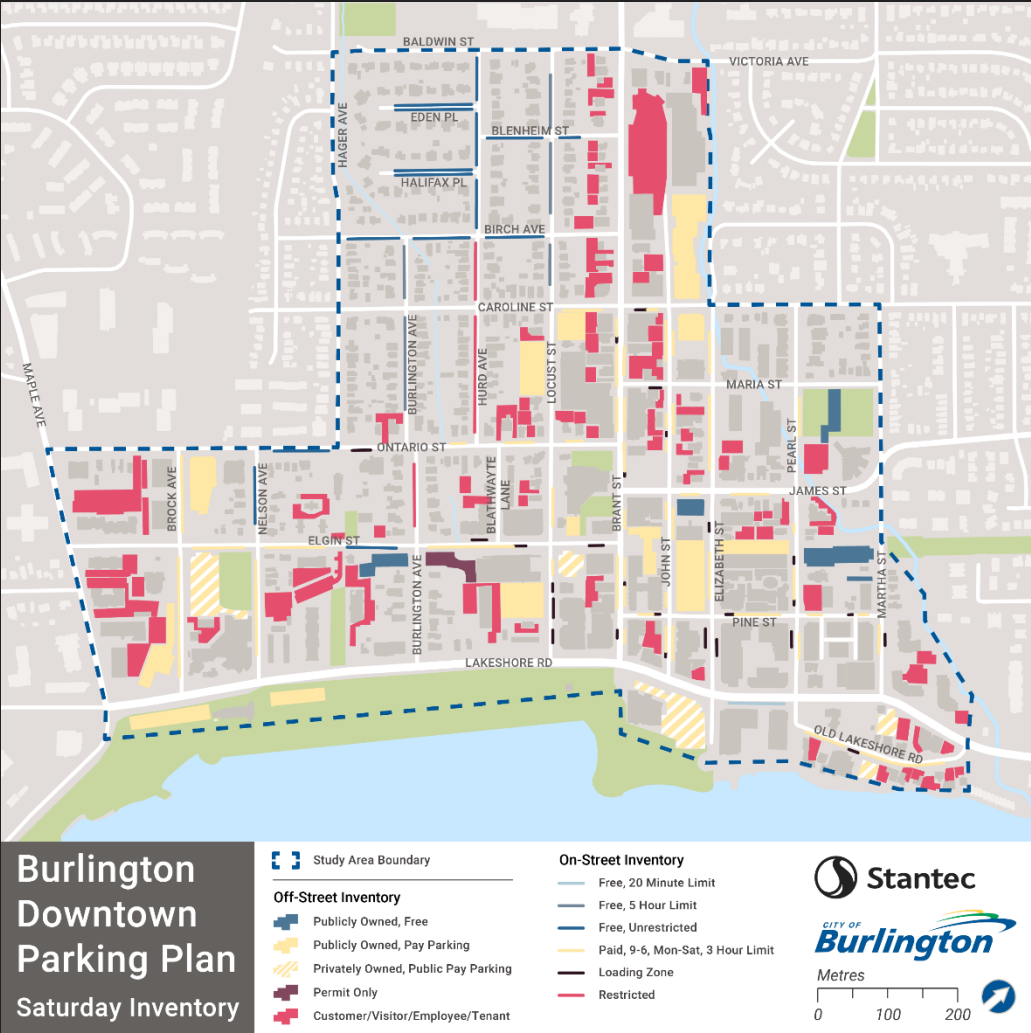 BALDWIN ST
VICTORIA AVE
HAGER AVE
EDEN PL
BLENHEIM ST
HALIFAX PL
BIRCH AVE
CAROLINE ST
BURLINGTON AVE
HURD AVE
LOCUST ST
MAPLE AVE
MARIA ST
PEARL ST
ONTARIO ST
BROCK AVE
NELSON AVE
BLATHWAYTE
LANE
BRANT ST
JAMES ST
ELGIN ST
JOHN ST
ELIZABETH ST
BURLINGTON AVE
MARTHA ST
PINE ST
LAKESHORE RD
OLD LAKESHORE RD
Burlington
Downtown
Parking Plan
Saturday Inventory
Study Area Boundary
Off-Street Inventory
Publicly Owned, Free
Publicly Owned, Pay Parking
Privately Owned, Public Pay Parking
Permit Only
Customer/Visitor/Employee/Tenant
On-Street Inventory
Free, 20 Minute Limit
Free, 5 Hour Limit
Free, Unrestricted
Paid, 9-6, Mon-Sat, 3 Hour Limit
Loading Zone
Restricted
Stantec
CITY OF
Burlington
Metres
0 100 200